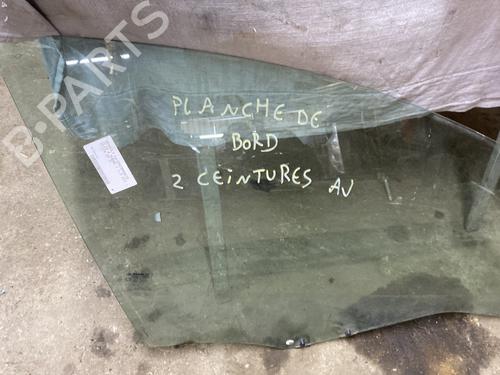 B-PARTS
PLANCHE DE
BORD
2 CEINTURES AV